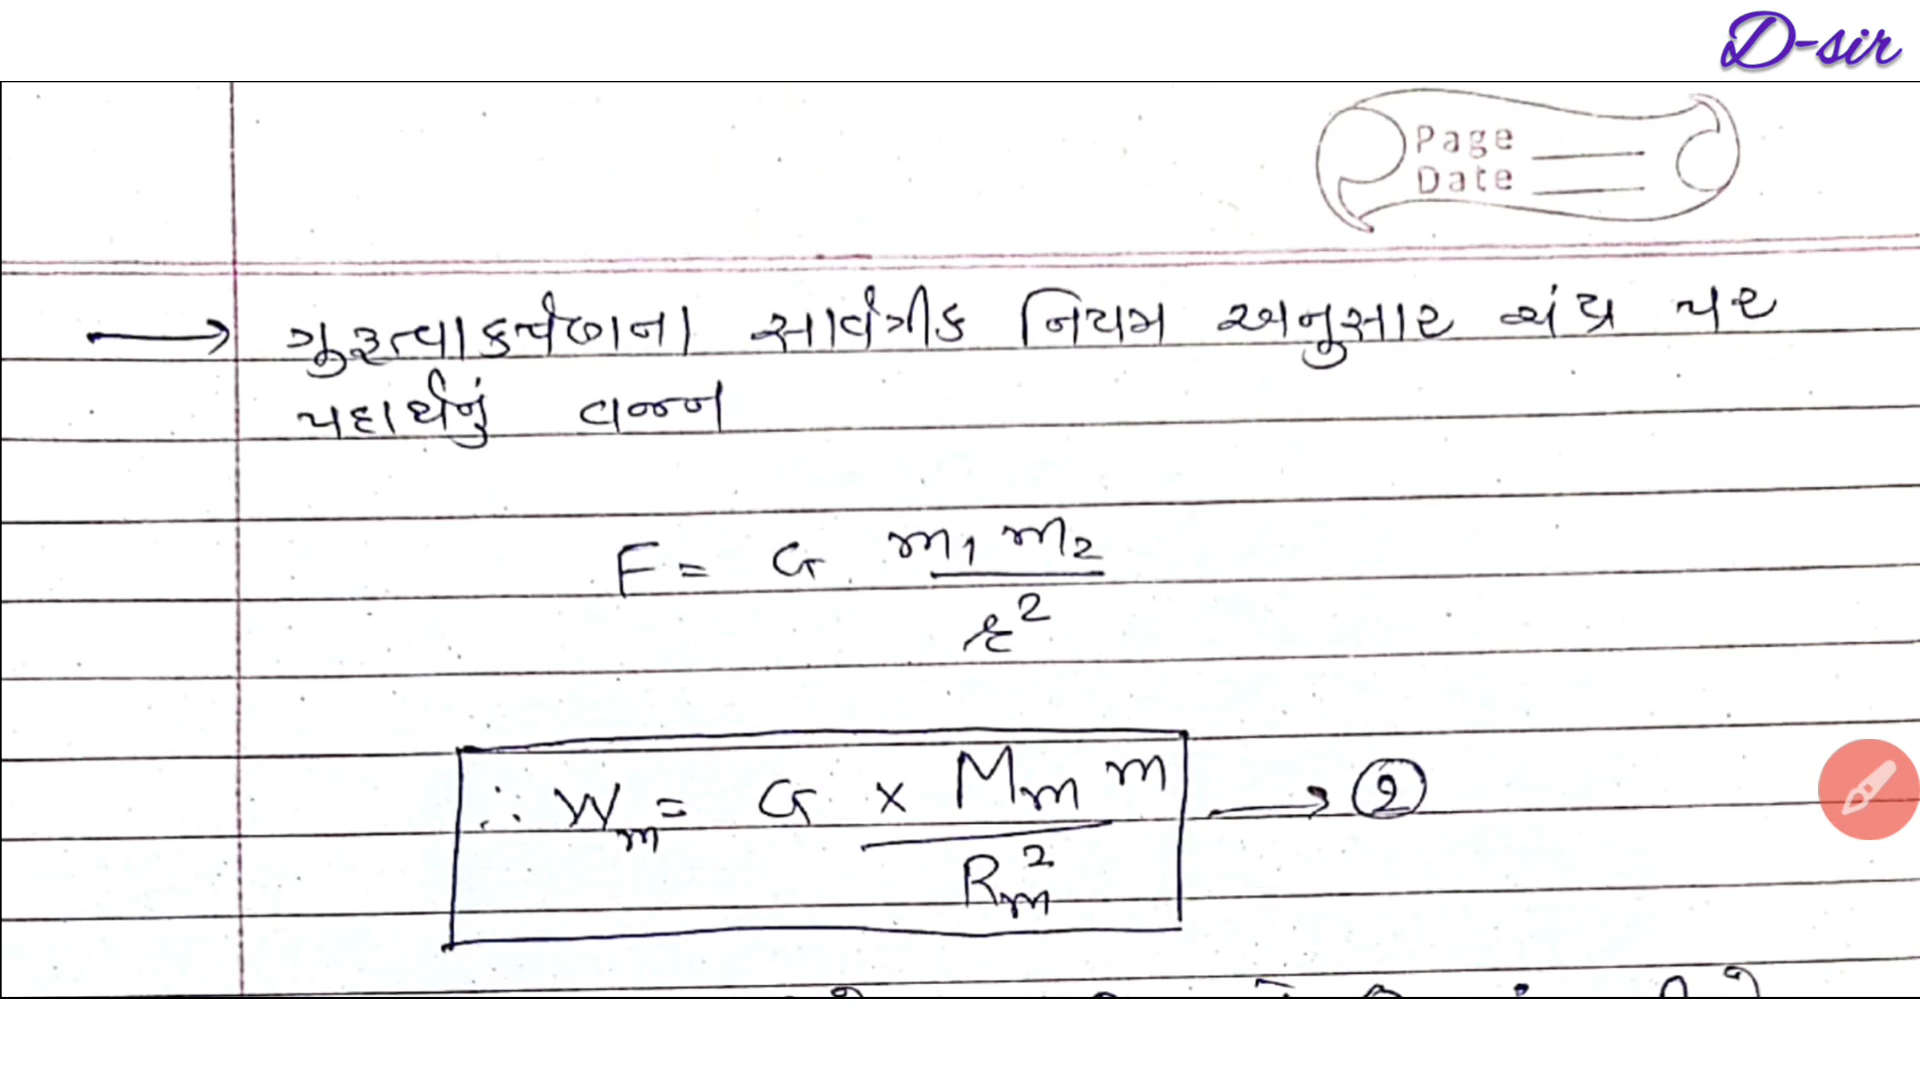 D-sir
Page
Date
→ ગુરુત્વાકર્ષણના સાર્વત્રીક નિયમ અનુસાર ચંદ્ર પર
પદાર્થનું વજન
F = G m₁ m₂
r²
∴ Wₘ = G × Mₘ m → ②
Rₘ²